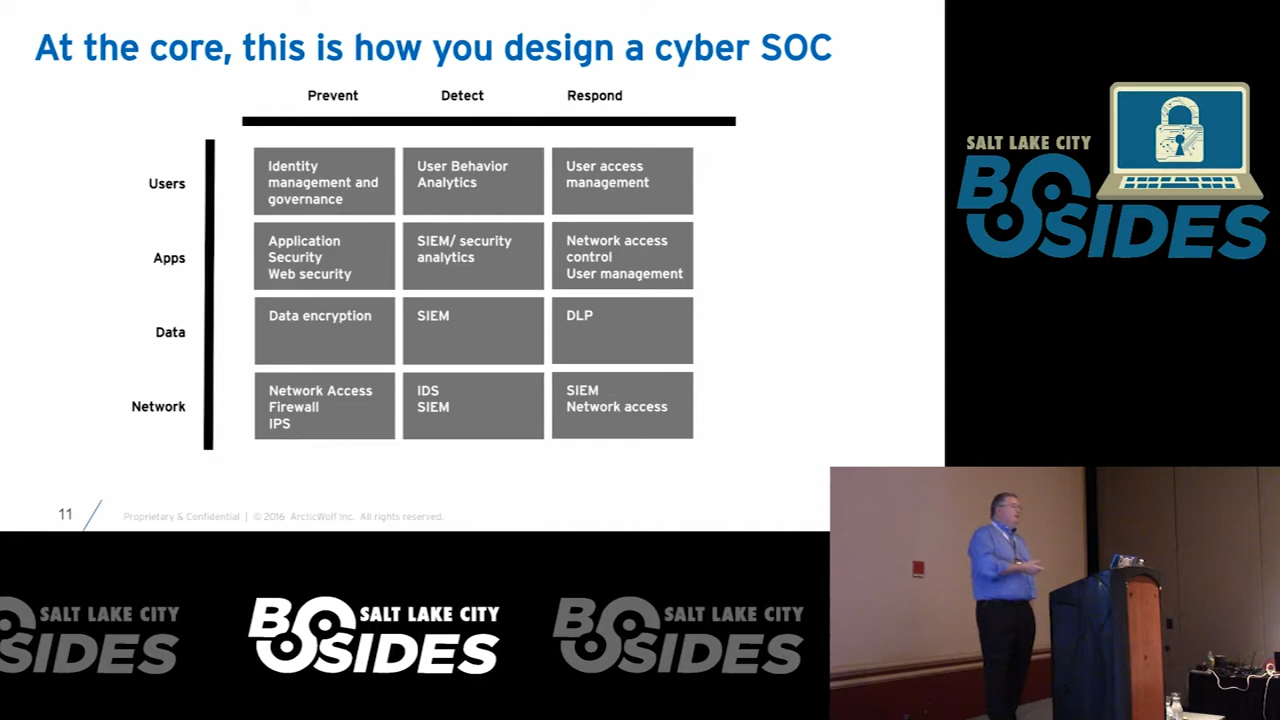 At the core, this is how you design a cyber SOC
Prevent Detect Respond
Users
Identity
management and
governance
User Behavior
Analytics
User access
management
Apps
Application
Security
Web security
SIEM/ security
analytics
Network access
control
User management
Data
Data encryption
SIEM
DLP
Network
Network Access
Firewall
IPS
IDS
SIEM
SIEM
Network access
11
Proprietary & Confidential | © 2016 ArcticWolf Inc. All rights reserved.
SALT LAKE CITY
BSIDES
SALT LAKE CITY
SIDES
SALT LAKE CITY
BSIDES
SALT LAKE CITY
BSIDES